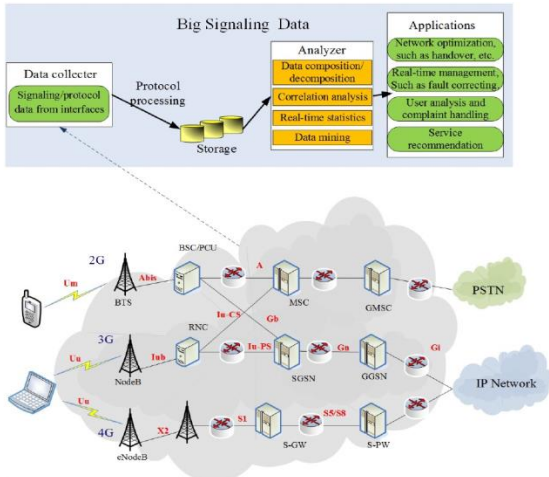 Big Signaling Data
Data collecter
Signaling/protocol
data from interfaces
Protocol
processing
Storage
Analyzer
Data composition/
decomposition
Correlation analysis
Real-time statistics
Data mining
Applications
Network optimization,
such as handover, etc.
Real-time management,
Such as fault correcting.
User analysis and
complaint handling
Service
recommendation
2G
Um
Abis
BTS
BSC/PCU
A
MSC
GMSC
PSTN
Iu-CS
Gb
3G
Uu
Iub
NodeB
RNC
Iu-PS
SGSN
Gn
GGSN
Gi
IP Network
Uu
4G
eNodeB
X2
S1
S-GW
S5/S8
S-PW